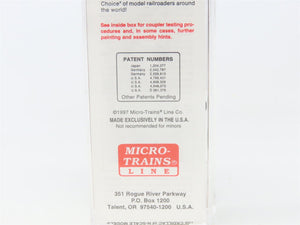 Choice* of model railroaders around
the world!
See inside box for coupler testing pro-
cedures and, in some cases, further
painting and assembly hints.
PATENT NUMBERS
Japan
Germany
Germany
U.S.A.
U.S.A.
U.S.A.
U.S.A.
Other Patents Pending
©1997 Micro-Trains® Line Co.
MADE EXCLUSIVELY IN THE U.S.A.
Not recommended for minors
MICRO-
TRAINS®
LINE
351 Rogue River Parkway
P.O. Box 1200
Talent, OR 97540-1200 U.S.A.